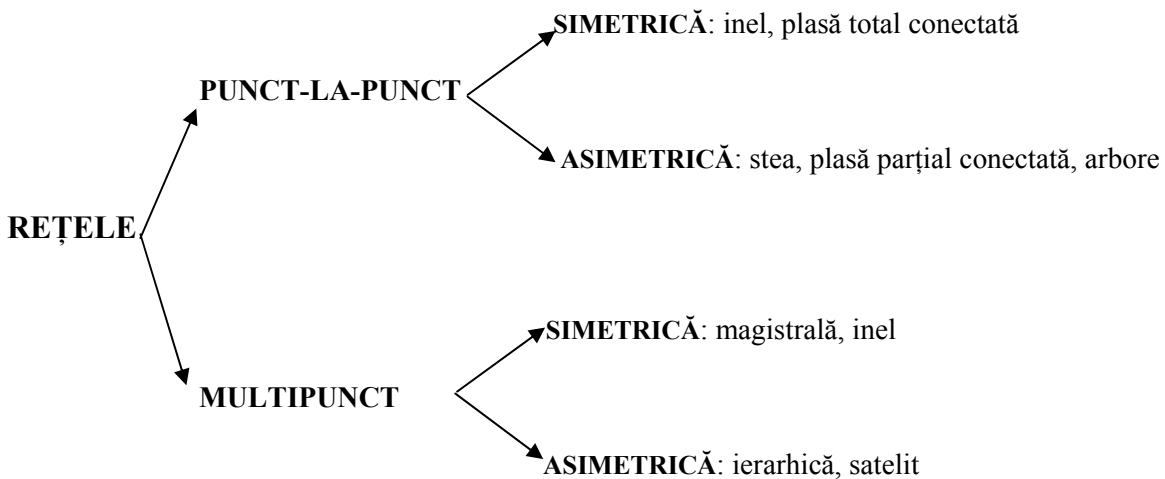 SIMETRICĂ: inel, plasă total conectată
PUNCT-LA-PUNCT
ASIMETRICĂ: stea, plasă parțial conectată, arbore
REȚELE
SIMETRICĂ: magistrală, inel
MULTIPUNCT
ASIMETRICĂ: ierarhică, satelit